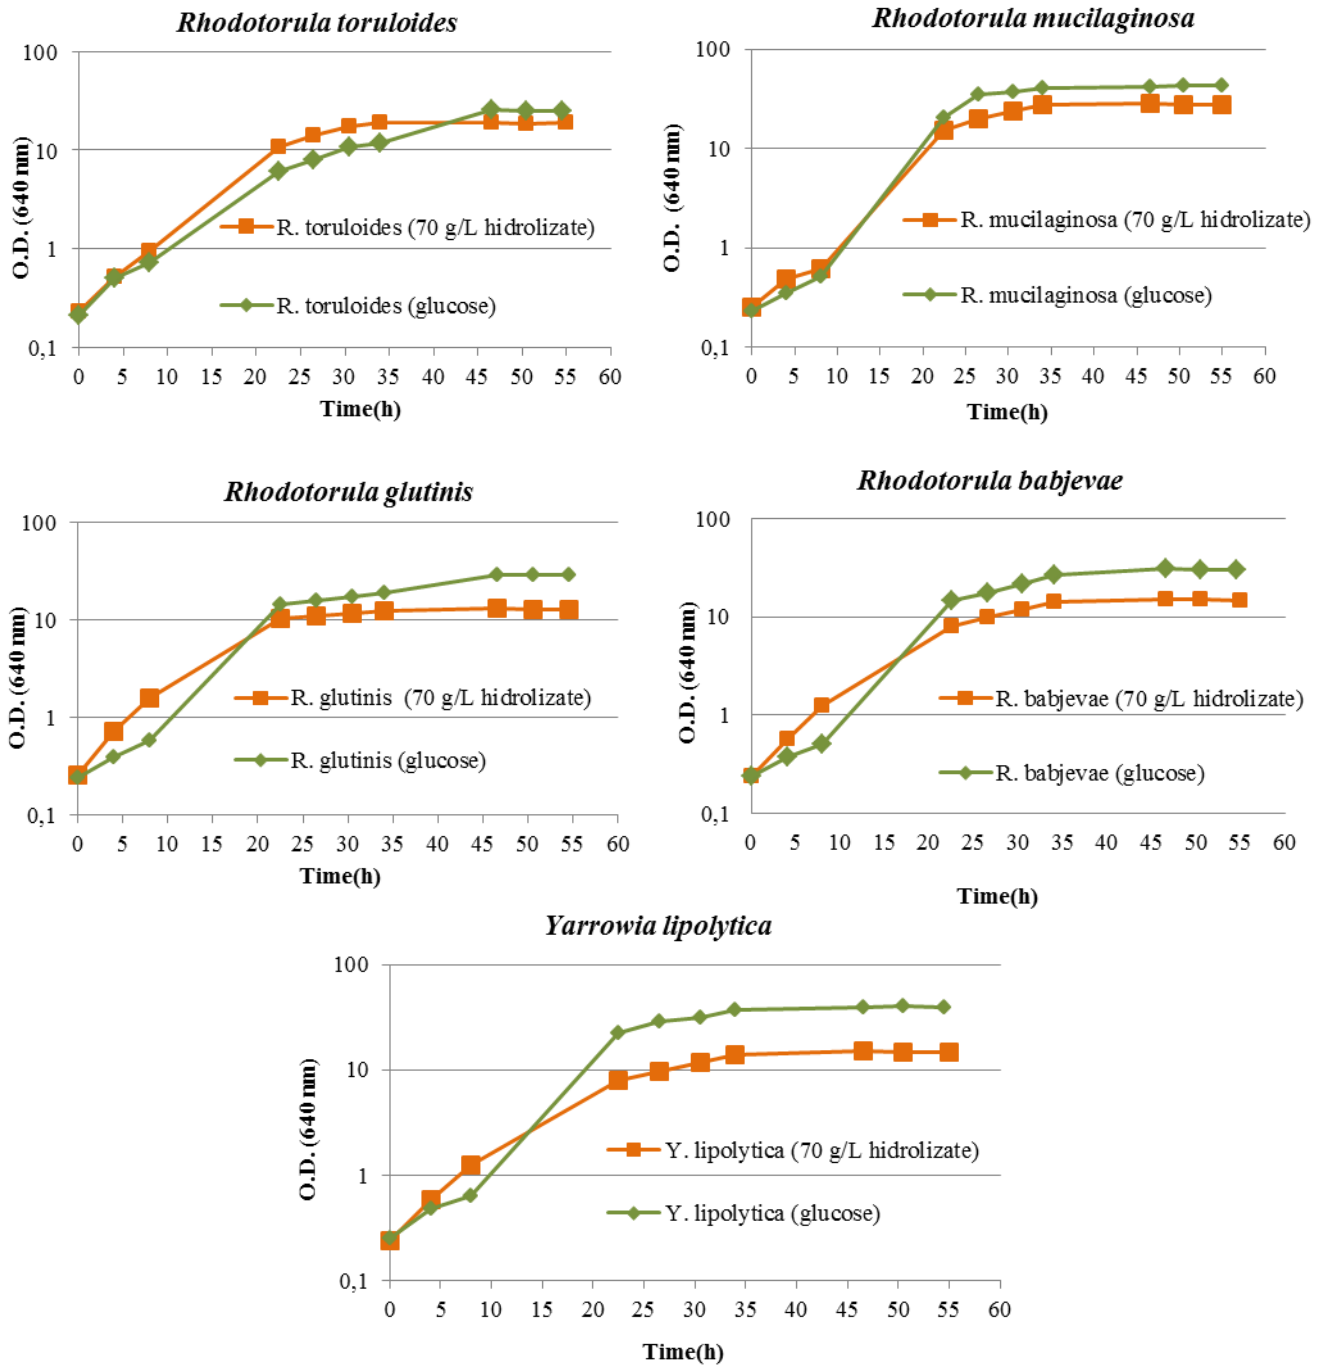 Rhodotorula toruloides
100
10
1
0,1
O.D. (640 nm)
R. toruloides (70 g/L hidrolizate)
R. toruloides (glucose)
0 5 10 15 20 25 30 35 40 45 50 55 60
Time(h)
Rhodotorula mucilaginosa
100
10
1
0,1
O.D. (640 nm)
R. mucilaginosa (70 g/L hidrolizate)
R. mucilaginosa (glucose)
0 5 10 15 20 25 30 35 40 45 50 55 60
Time(h)
Rhodotorula glutinis
100
10
1
0,1
O.D. (640 nm)
R. glutinis (70 g/L hidrolizate)
R. glutinis (glucose)
0 5 10 15 20 25 30 35 40 45 50 55 60
Time(h)
Rhodotorula babjevae
100
10
1
0,1
O.D. (640 nm)
R. babjevae (70 g/L hidrolizate)
R. babjevae (glucose)
0 5 10 15 20 25 30 35 40 45 50 55 60
Time(h)
Yarrowia lipolytica
100
10
1
0,1
O.D. (640 nm)
Y. lipolytica (70 g/L hidrolizate)
Y. lipolytica (glucose)
0 5 10 15 20 25 30 35 40 45 50 55 60
Time(h)